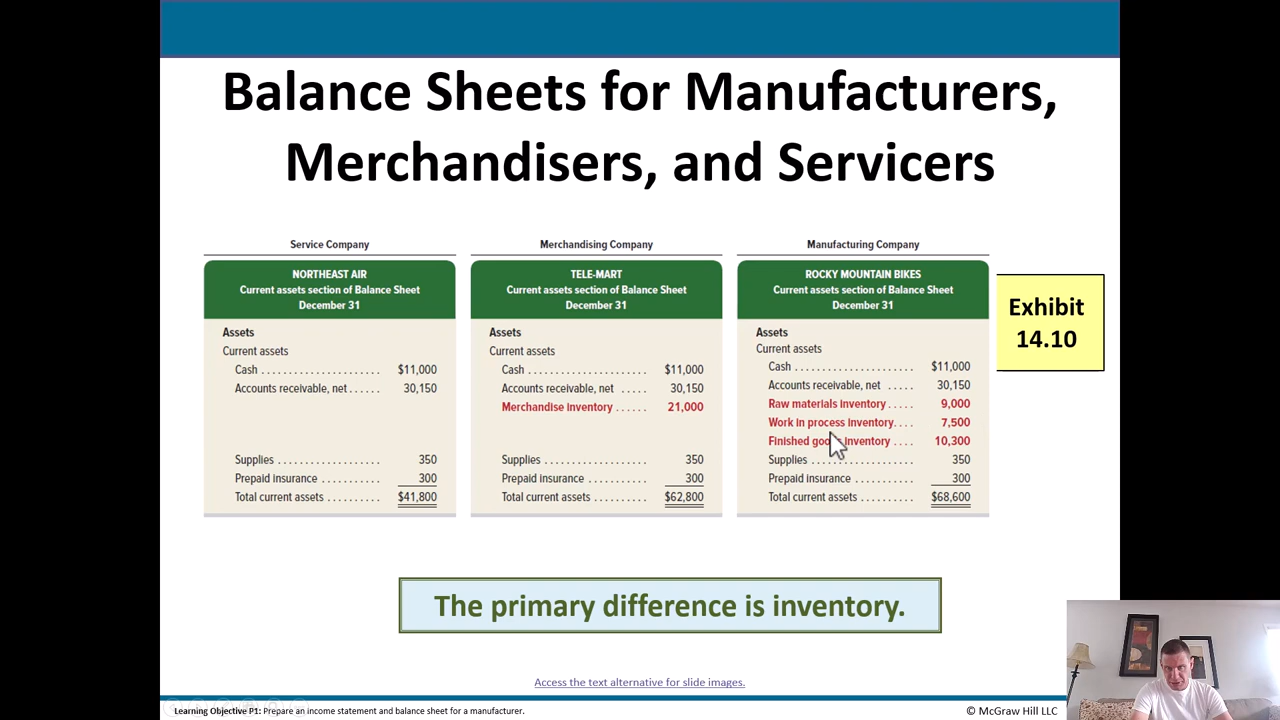 Balance Sheets for Manufacturers,
Merchandisers, and Servicers
Service Company
NORTHEAST AIR
Current assets section of Balance Sheet
December 31
Assets
Current assets
Cash . . . . . . . . . . . . . . . . . . . . . . $11,000
Accounts receivable, net . . . . . . 30,150
Supplies . . . . . . . . . . . . . . . . . . . 350
Prepaid insurance . . . . . . . . . . . 300
Total current assets . . . . . . . . . . $41,800
Merchandising Company
TELE-MART
Current assets section of Balance Sheet
December 31
Assets
Current assets
Cash . . . . . . . . . . . . . . . . . . . . . . $11,000
Accounts receivable, net . . . . . 30,150
Merchandise inventory . . . . . . 21,000
Supplies . . . . . . . . . . . . . . . . . . . 350
Prepaid insurance . . . . . . . . . . . 300
Total current assets . . . . . . . . . . $62,800
Manufacturing Company
ROCKY MOUNTAIN BIKES
Current assets section of Balance Sheet
December 31
Assets
Current assets
Cash . . . . . . . . . . . . . . . . . . . . . . $11,000
Accounts receivable, net . . . . . 30,150
Raw materials inventory . . . . . 9,000
Work in process inventory. . . . 7,500
Finished goods inventory . . . . 10,300
Supplies . . . . . . . . . . . . . . . . . . . 350
Prepaid insurance . . . . . . . . . . . 300
Total current assets . . . . . . . . . . $68,600
Exhibit
14.10
The primary difference is inventory.
Access the text alternative for slide images.
Learning Objective P1: Prepare an income statement and balance sheet for a manufacturer.
© McGraw Hill LLC